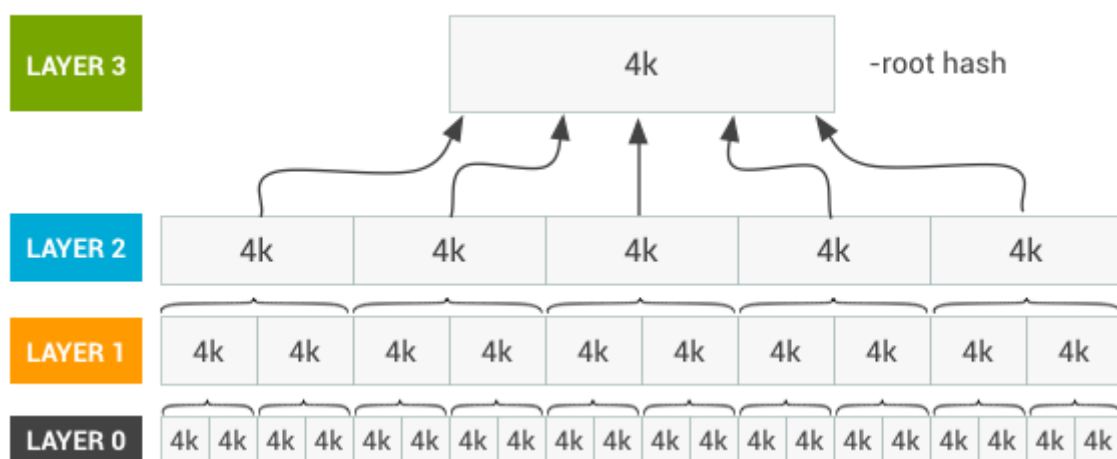 LAYER 3 4k -root hash
LAYER 2 4k 4k 4k 4k 4k
LAYER 1 4k 4k 4k 4k 4k 4k 4k 4k 4k 4k
LAYER 0 4k 4k 4k 4k 4k 4k 4k 4k 4k 4k 4k 4k 4k 4k 4k 4k 4k 4k 4k 4k